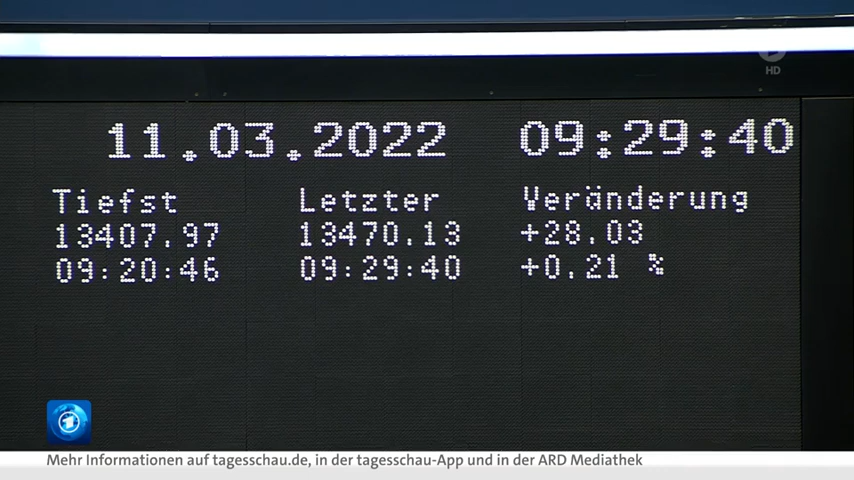 HD
11.03.2022 09:29:40
Tiefst Letzter Veränderung
13407.97 13470.13 +28.03
09:20:46 09:29:40 +0.21 %
1
Mehr Informationen auf tagesschau.de, in der tagesschau-App und in der ARD Mediathek